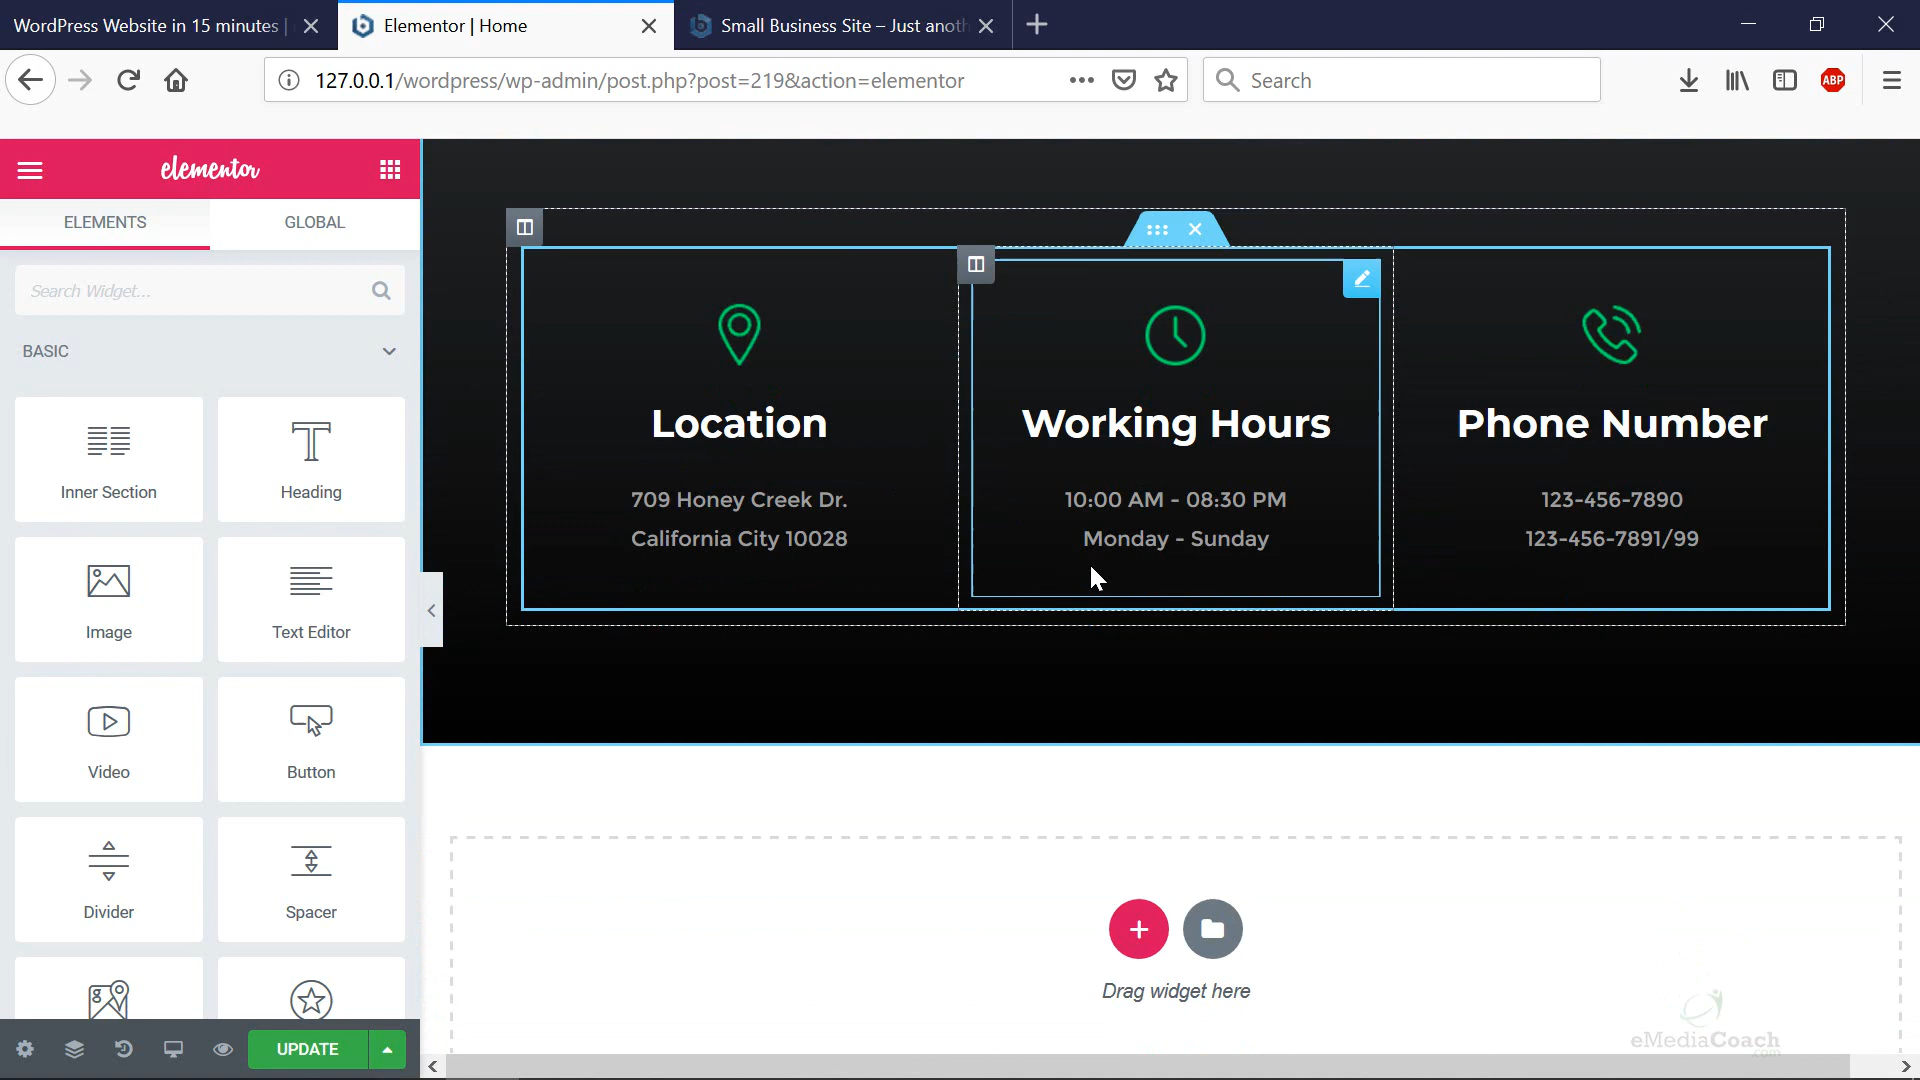 WordPress Website in 15 minutes |
Elementor | Home
Small Business Site – Just anoth
127.0.0.1/wordpress/wp-admin/post.php?post=219&action=elementor
Search
ABP
elementor
ELEMENTS
GLOBAL
Search Widget...
BASIC
Inner Section
Heading
Image
Text Editor
Video
Button
Divider
Spacer
UPDATE
Location
709 Honey Creek Dr.
California City 10028
Working Hours
10:00 AM - 08:30 PM
Monday - Sunday
Phone Number
123-456-7890
123-456-7891/99
Drag widget here
eMediaCoach
.com